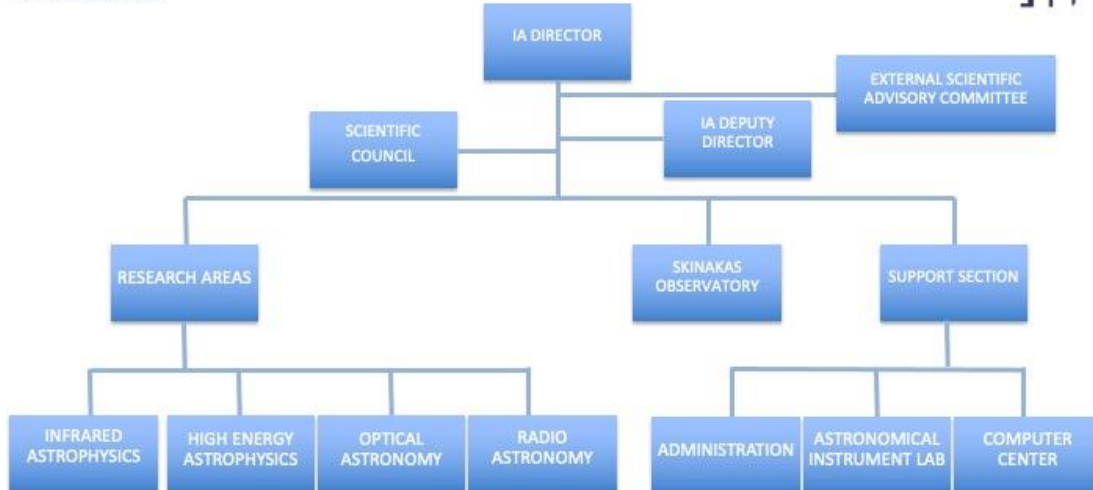 IA DIRECTOR
EXTERNAL SCIENTIFIC
ADVISORY COMMITTEE
SCIENTIFIC
COUNCIL
IA DEPUTY
DIRECTOR
RESEARCH AREAS
SKINAKAS
OBSERVATORY
SUPPORT SECTION
INFRARED
ASTROPHYSICS
HIGH ENERGY
ASTROPHYSICS
OPTICAL
ASTRONOMY
RADIO
ASTRONOMY
ADMINISTRATION
ASTRONOMICAL
INSTRUMENT LAB
COMPUTER
CENTER